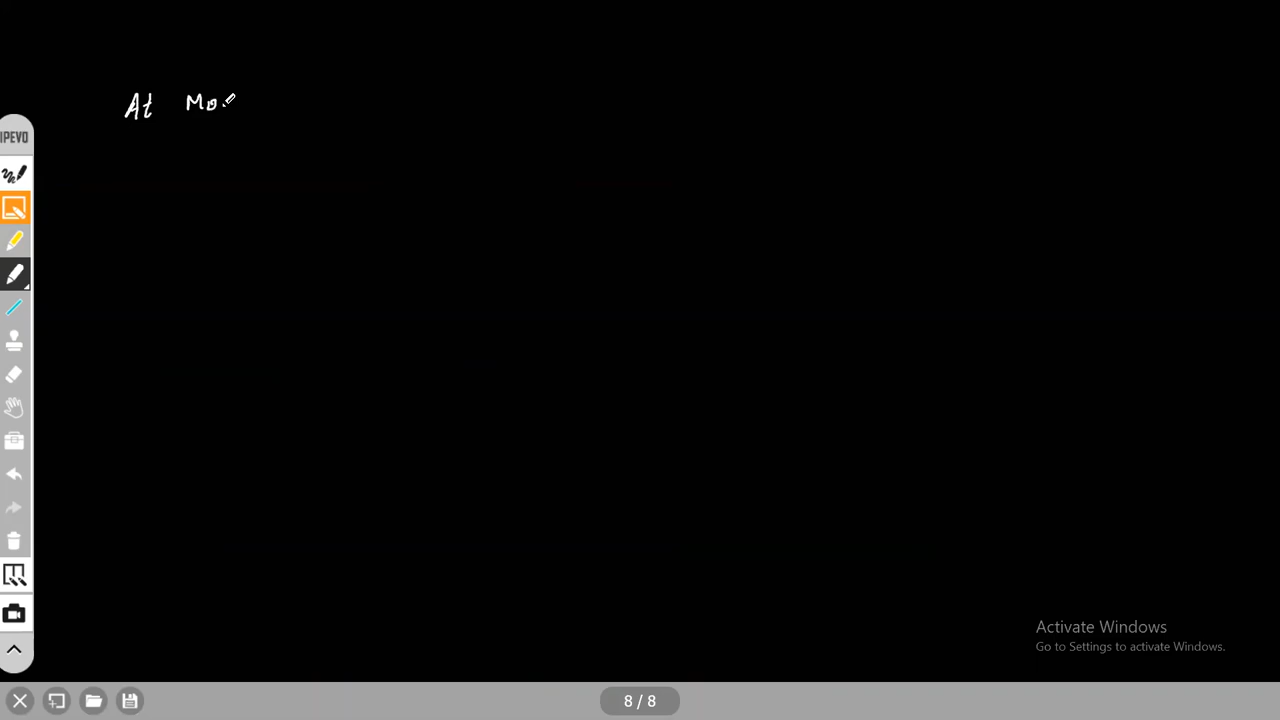 At Mo
IPEVO
Activate Windows
Go to Settings to activate Windows.
8 / 8